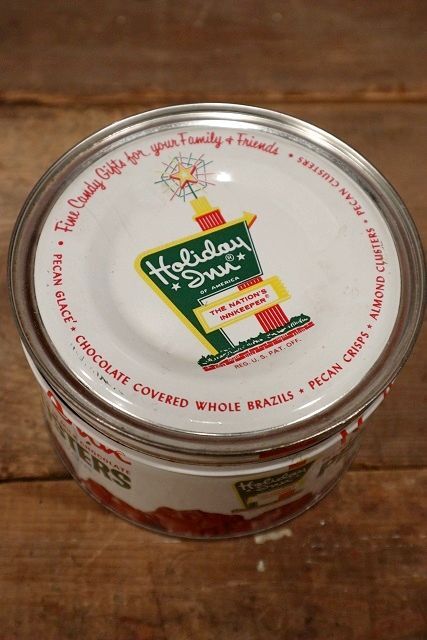 Fine Candy Gifts for your Family & Friends
• PECAN CLUSTERS • ALMOND CLUSTERS • PECAN CRISPS • CHOCOLATE COVERED WHOLE BRAZILS • PECAN GLACE' •
Holiday
Inn®
OF AMERICA
THE NATION'S
INNKEEPER®
REG. U.S. PAT. OFF.
Holiday
Inn